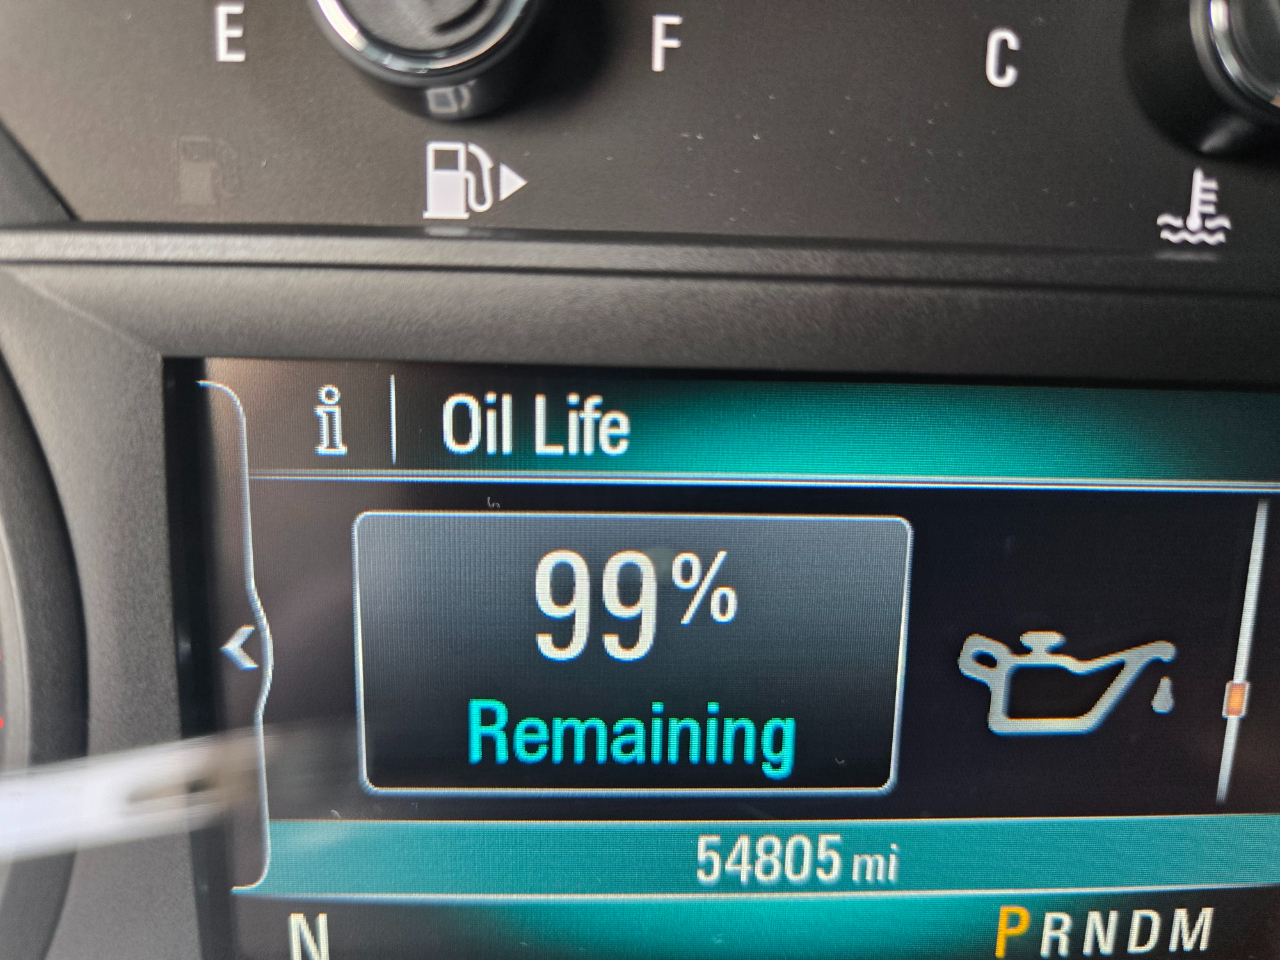 E F C
i Oil Life
99%
Remaining
54805 mi
N PRNDM